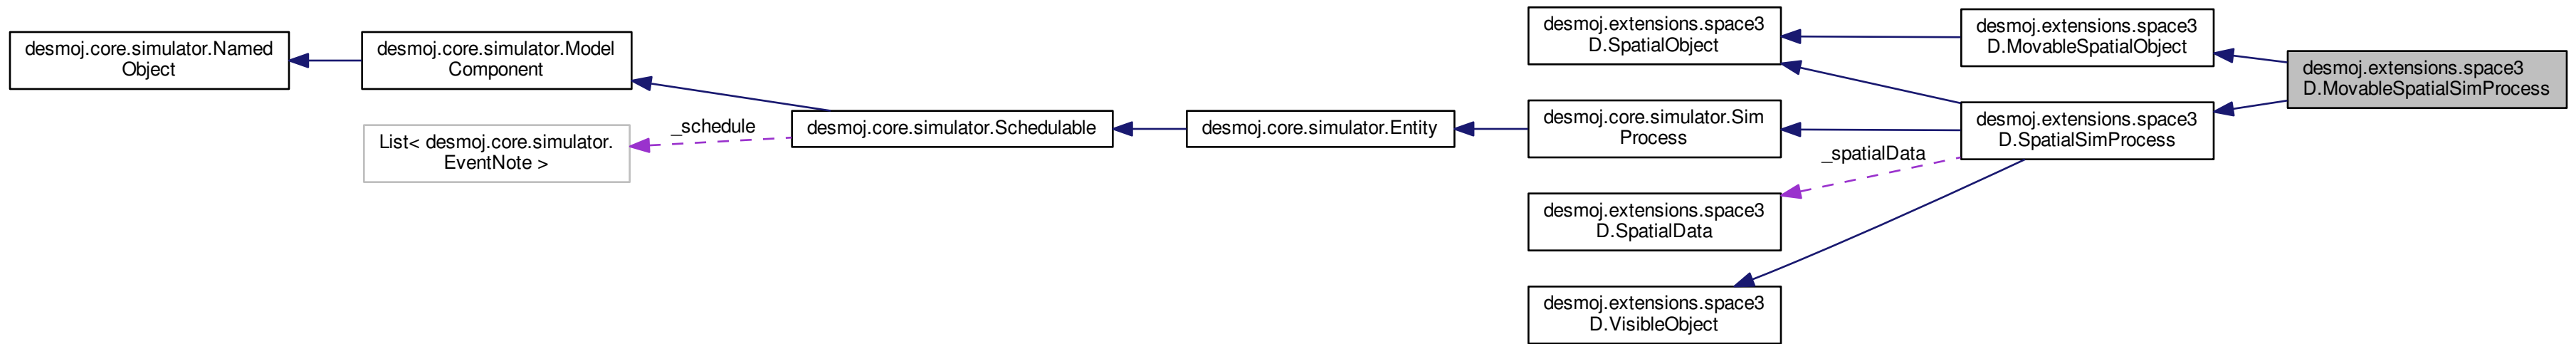 desmoj.core.simulator.Named
Object
desmoj.core.simulator.Model
Component
List< desmoj.core.simulator.
EventNote >
_schedule
desmoj.core.simulator.Schedulable
desmoj.core.simulator.Entity
desmoj.extensions.space3
D.SpatialObject
desmoj.core.simulator.Sim
Process
desmoj.extensions.space3
D.SpatialData
desmoj.extensions.space3
D.VisibleObject
_spatialData
desmoj.extensions.space3
D.MovableSpatialObject
desmoj.extensions.space3
D.SpatialSimProcess
desmoj.extensions.space3
D.MovableSpatialSimProcess